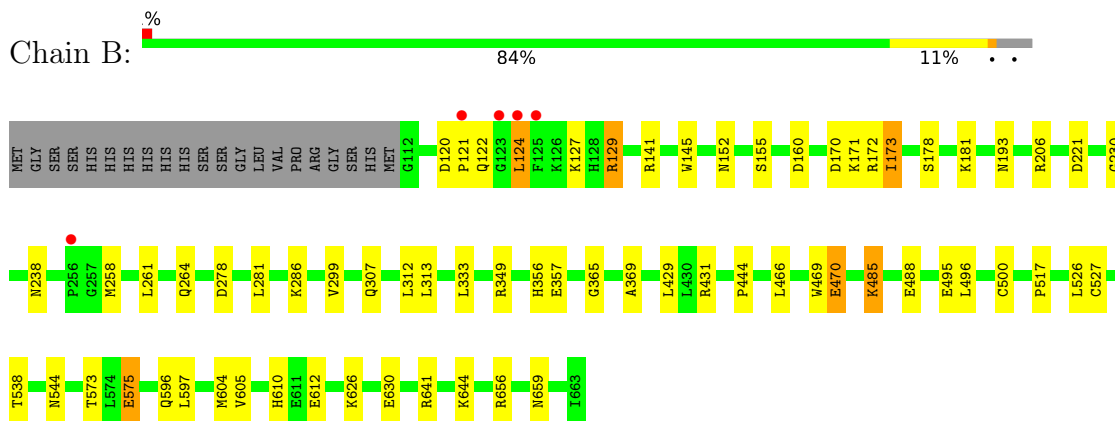 .%
Chain B:
84% 11% • •
MET GLY SER SER HIS HIS HIS HIS HIS HIS SER SER GLY LEU VAL PRO ARG GLY SER HIS MET G112 D120 P121 Q122 G123 L124 F125 K126 K127 H128 R129 R141 W145 N152 S155 D160 D170 K171 R172 I173 S178 K181 N193 R206 D221
N238 P256 G257 M258 L261 Q264 D278 L281 K286 V299 Q307 L312 L313 L333 R349 H356 E357 G365 A369 L429 L430 R431 P444 L466 W469 E470 K485 E488 E495 L496 C500 P517 L526 C527
T538 N544 T573 L574 E575 Q596 L597 M604 V605 H610 E611 E612 K626 E630 R641 K644 R656 N659 I663